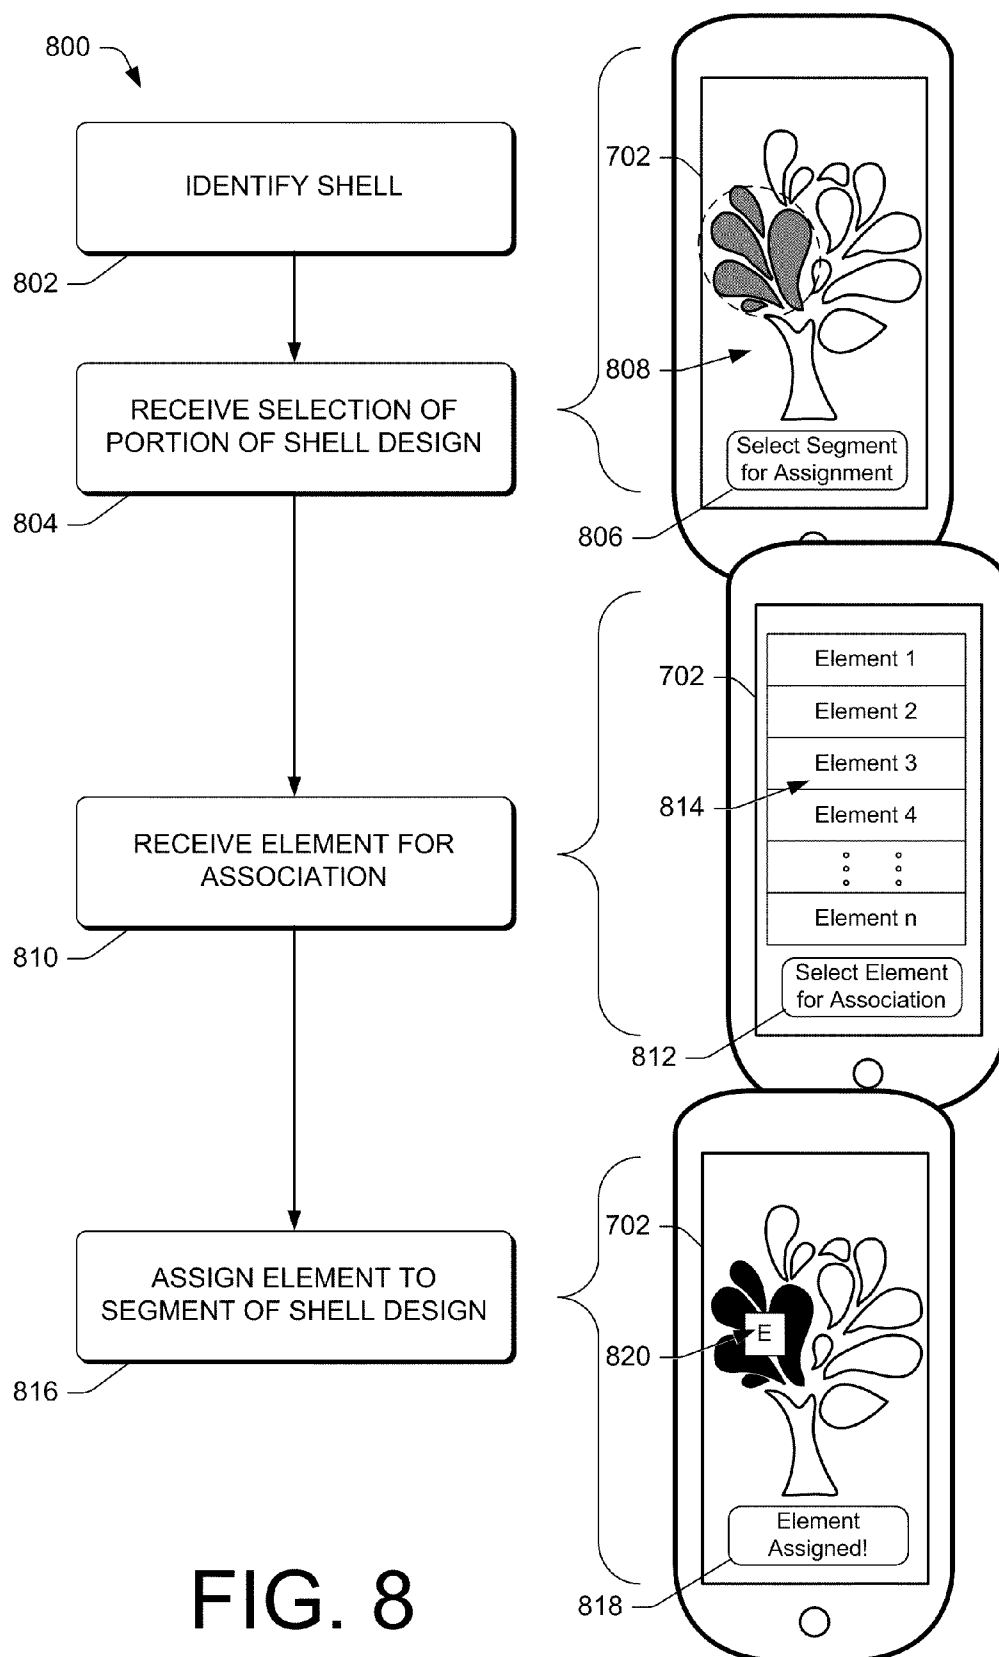 800
IDENTIFY SHELL
802
RECEIVE SELECTION OF
PORTION OF SHELL DESIGN
804
702
808
Select Segment
for Assignment
806
RECEIVE ELEMENT FOR
ASSOCIATION
810
702
Element 1
Element 2
Element 3
814
Element 4
Element n
Select Element
for Association
812
ASSIGN ELEMENT TO
SEGMENT OF SHELL DESIGN
816
702
E
820
Element
Assigned!
818
FIG. 8